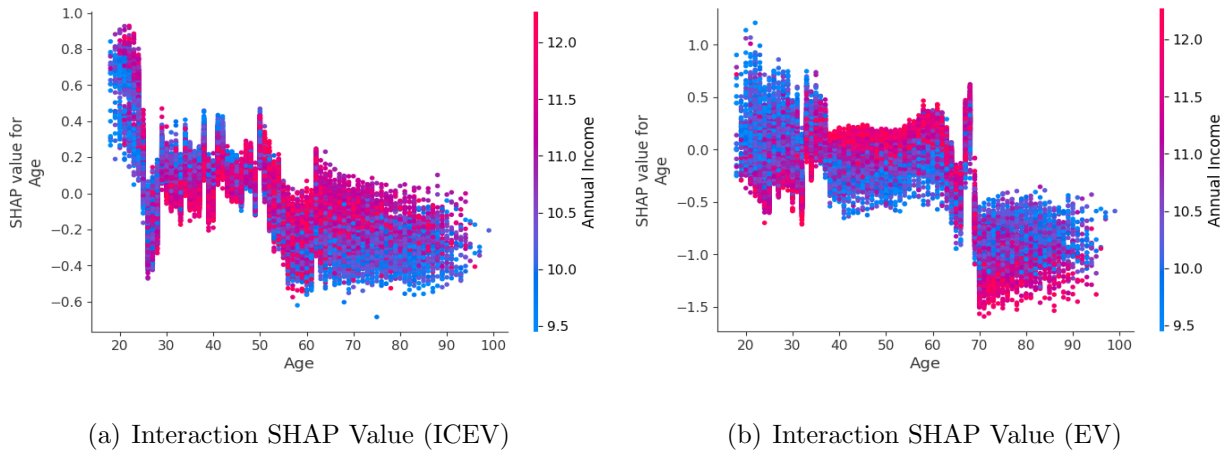 1.0
0.8
0.6
0.4
0.2
0.0
−0.2
−0.4
−0.6
SHAP value for
Age
20 30 40 50 60 70 80 90 100
Age
12.0
11.5
11.0
10.5
10.0
9.5
Annual Income
(a) Interaction SHAP Value (ICEV)
1.0
0.5
0.0
−0.5
−1.0
−1.5
SHAP value for
Age
20 30 40 50 60 70 80 90 100
Age
12.0
11.5
11.0
10.5
10.0
9.5
Annual Income
(b) Interaction SHAP Value (EV)